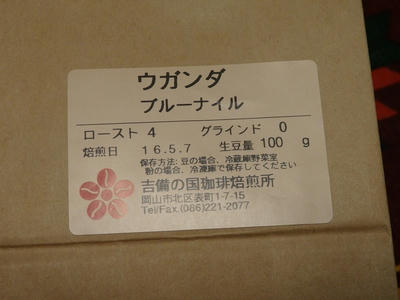 ウガンダ
ブルーナイル
ロースト 4 グラインド 0
焙煎日 16.5.7 生豆量 100 g
保存方法: 豆の場合、冷蔵庫野菜室
粉の場合、冷凍庫で保存してください
吉備の国珈琲焙煎所
岡山市北区表町1-7-15
Tel/Fax.(086)221-2077